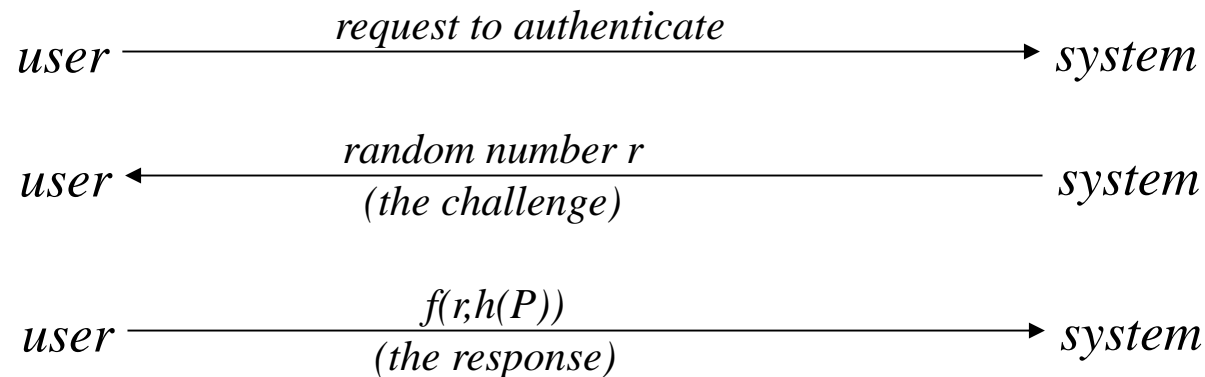 request to authenticate
user system
random number r
user system
(the challenge)
f(r,h(P))
user system
(the response)